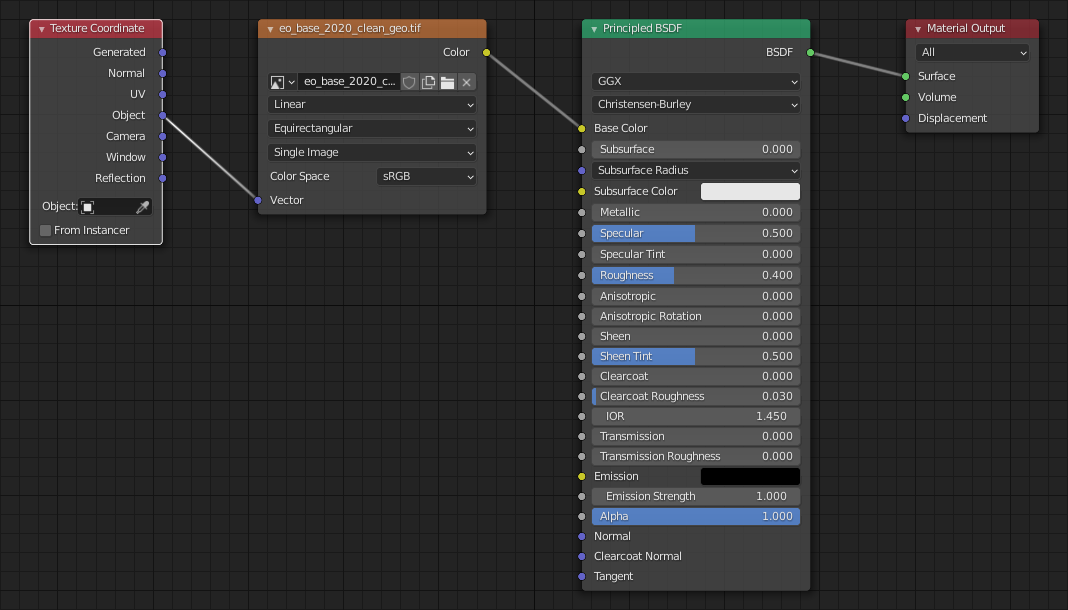 Texture Coordinate
Generated
Normal
UV
Object
Camera
Window
Reflection
Object:
From Instancer
eo_base_2020_clean_geo.tif
Color
eo_base_2020_c...
Linear
Equirectangular
Single Image
Color Space sRGB
Vector
Principled BSDF
BSDF
GGX
Christensen-Burley
Base Color
Subsurface 0.000
Subsurface Radius
Subsurface Color
Metallic 0.000
Specular 0.500
Specular Tint 0.000
Roughness 0.400
Anisotropic 0.000
Anisotropic Rotation 0.000
Sheen 0.000
Sheen Tint 0.500
Clearcoat 0.000
Clearcoat Roughness 0.030
IOR 1.450
Transmission 0.000
Transmission Roughness 0.000
Emission
Emission Strength 1.000
Alpha 1.000
Normal
Clearcoat Normal
Tangent
Material Output
All
Surface
Volume
Displacement